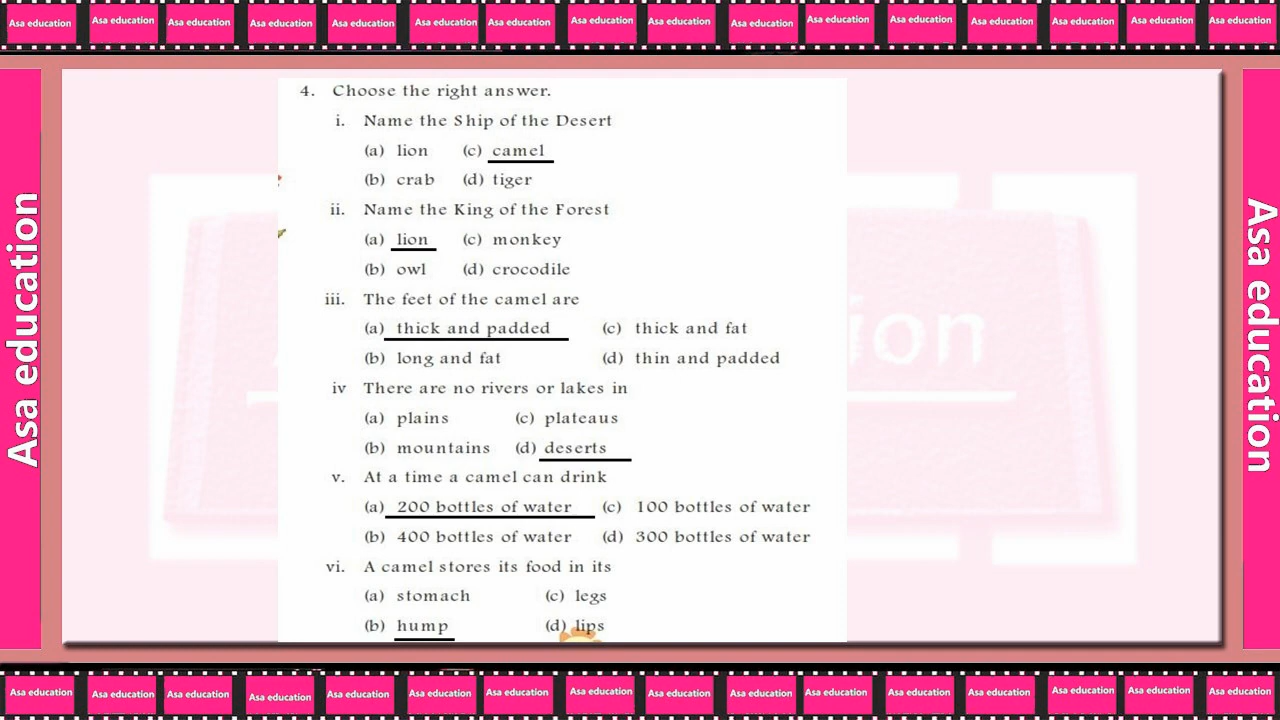 Asa education Asa education Asa education Asa education Asa education Asa education Asa education Asa education Asa education Asa education Asa education Asa education Asa education Asa education Asa education Asa education
Asa education
4. Choose the right answer.
i. Name the Ship of the Desert
(a) lion (c) camel
(b) crab (d) tiger
ii. Name the King of the Forest
(a) lion (c) monkey
(b) owl (d) crocodile
iii. The feet of the camel are
(a) thick and padded (c) thick and fat
(b) long and fat (d) thin and padded
iv There are no rivers or lakes in
(a) plains (c) plateaus
(b) mountains (d) deserts
v. At a time a camel can drink
(a) 200 bottles of water (c) 100 bottles of water
(b) 400 bottles of water (d) 300 bottles of water
vi. A camel stores its food in its
(a) stomach (c) legs
(b) hump (d) lips
ion
Asa education
Asa education Asa education Asa education Asa education Asa education Asa education Asa education Asa education Asa education Asa education Asa education Asa education Asa education Asa education Asa education Asa education